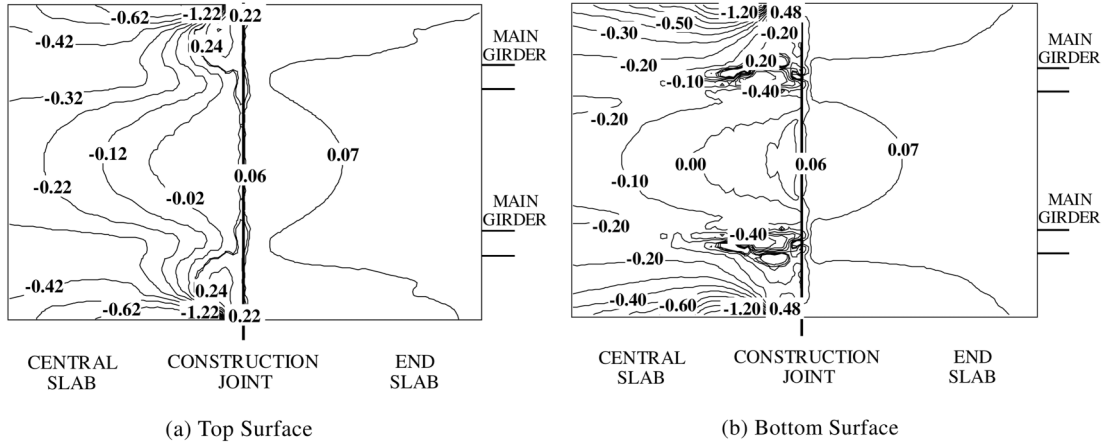 -0.62
-1.22
0.22
-0.42
0.24
-0.32
-0.12
0.06
0.07
-0.22
-0.02
-0.42
0.24
-0.62
-1.22
0.22
MAIN
GIRDER
MAIN
GIRDER
CENTRAL
SLAB
CONSTRUCTION
JOINT
END
SLAB
(a) Top Surface
-1.20
0.48
-0.50
-0.30
-0.20
-0.20
0.20
-0.10
-0.40
-0.20
0.00
0.06
0.07
-0.10
-0.20
-0.40
-0.20
-0.40
-0.60
-1.20
0.48
MAIN
GIRDER
MAIN
GIRDER
CENTRAL
SLAB
CONSTRUCTION
JOINT
END
SLAB
(b) Bottom Surface